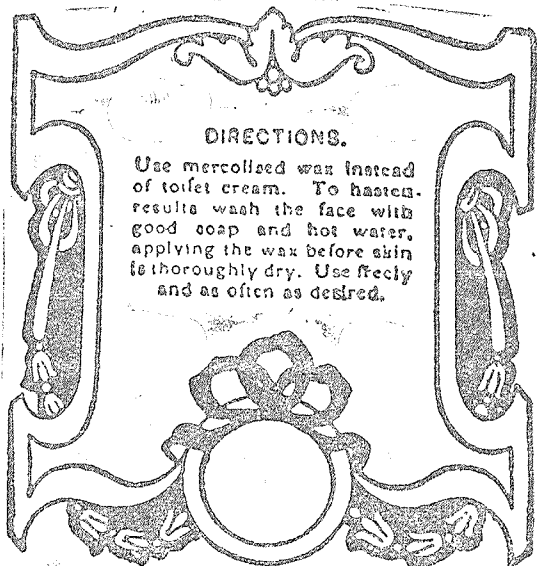 DIRECTIONS.
Use mercolised wax instead
of toilet cream. To hasten
results wash the face with
good soap and hot water,
applying the wax before skin
is thoroughly dry. Use freely
and as often as desired.